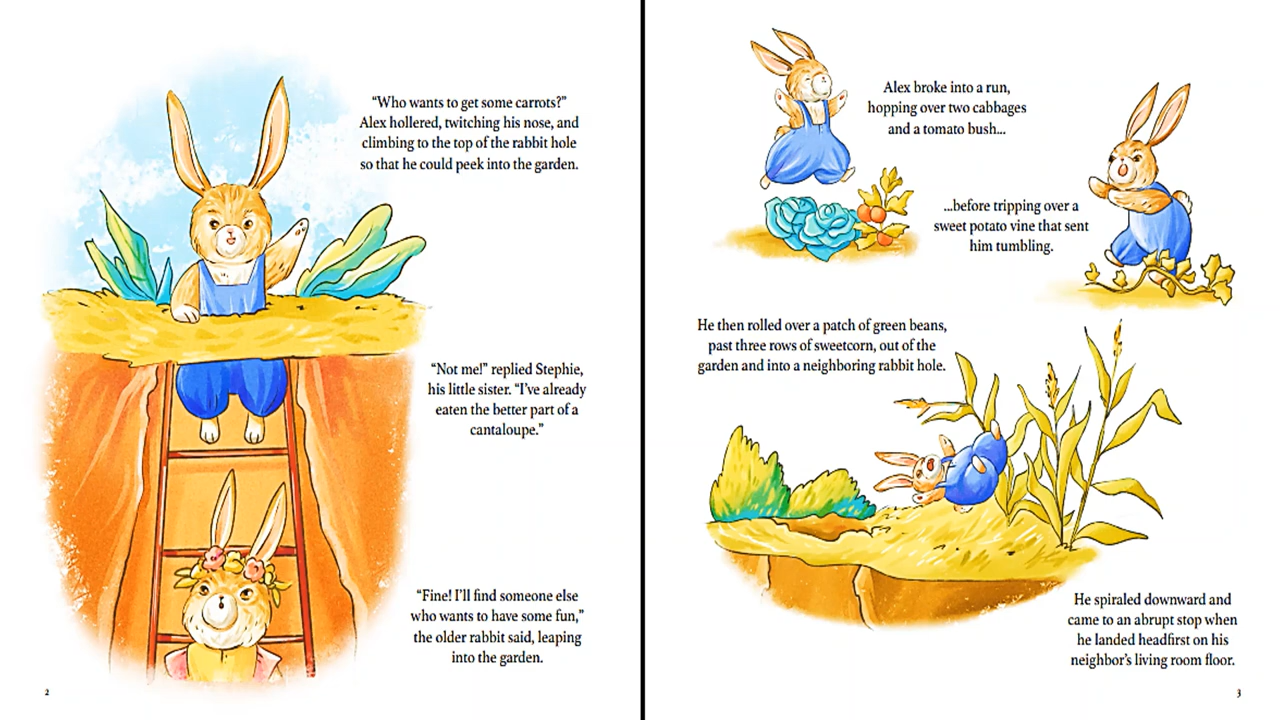 “Who wants to get some carrots?”
Alex hollered, twitching his nose, and
climbing to the top of the rabbit hole
so that he could peek into the garden.
“Not me!” replied Stephie,
his little sister. “I’ve already
eaten the better part of a
cantaloupe.”
“Fine! I’ll find someone else
who wants to have some fun,”
the older rabbit said, leaping
into the garden.
2
Alex broke into a run,
hopping over two cabbages
and a tomato bush...
...before tripping over a
sweet potato vine that sent
him tumbling.
He then rolled over a patch of green beans,
past three rows of sweetcorn, out of the
garden and into a neighboring rabbit hole.
He spiraled downward and
came to an abrupt stop when
he landed headfirst on his
neighbor’s living room floor.
3